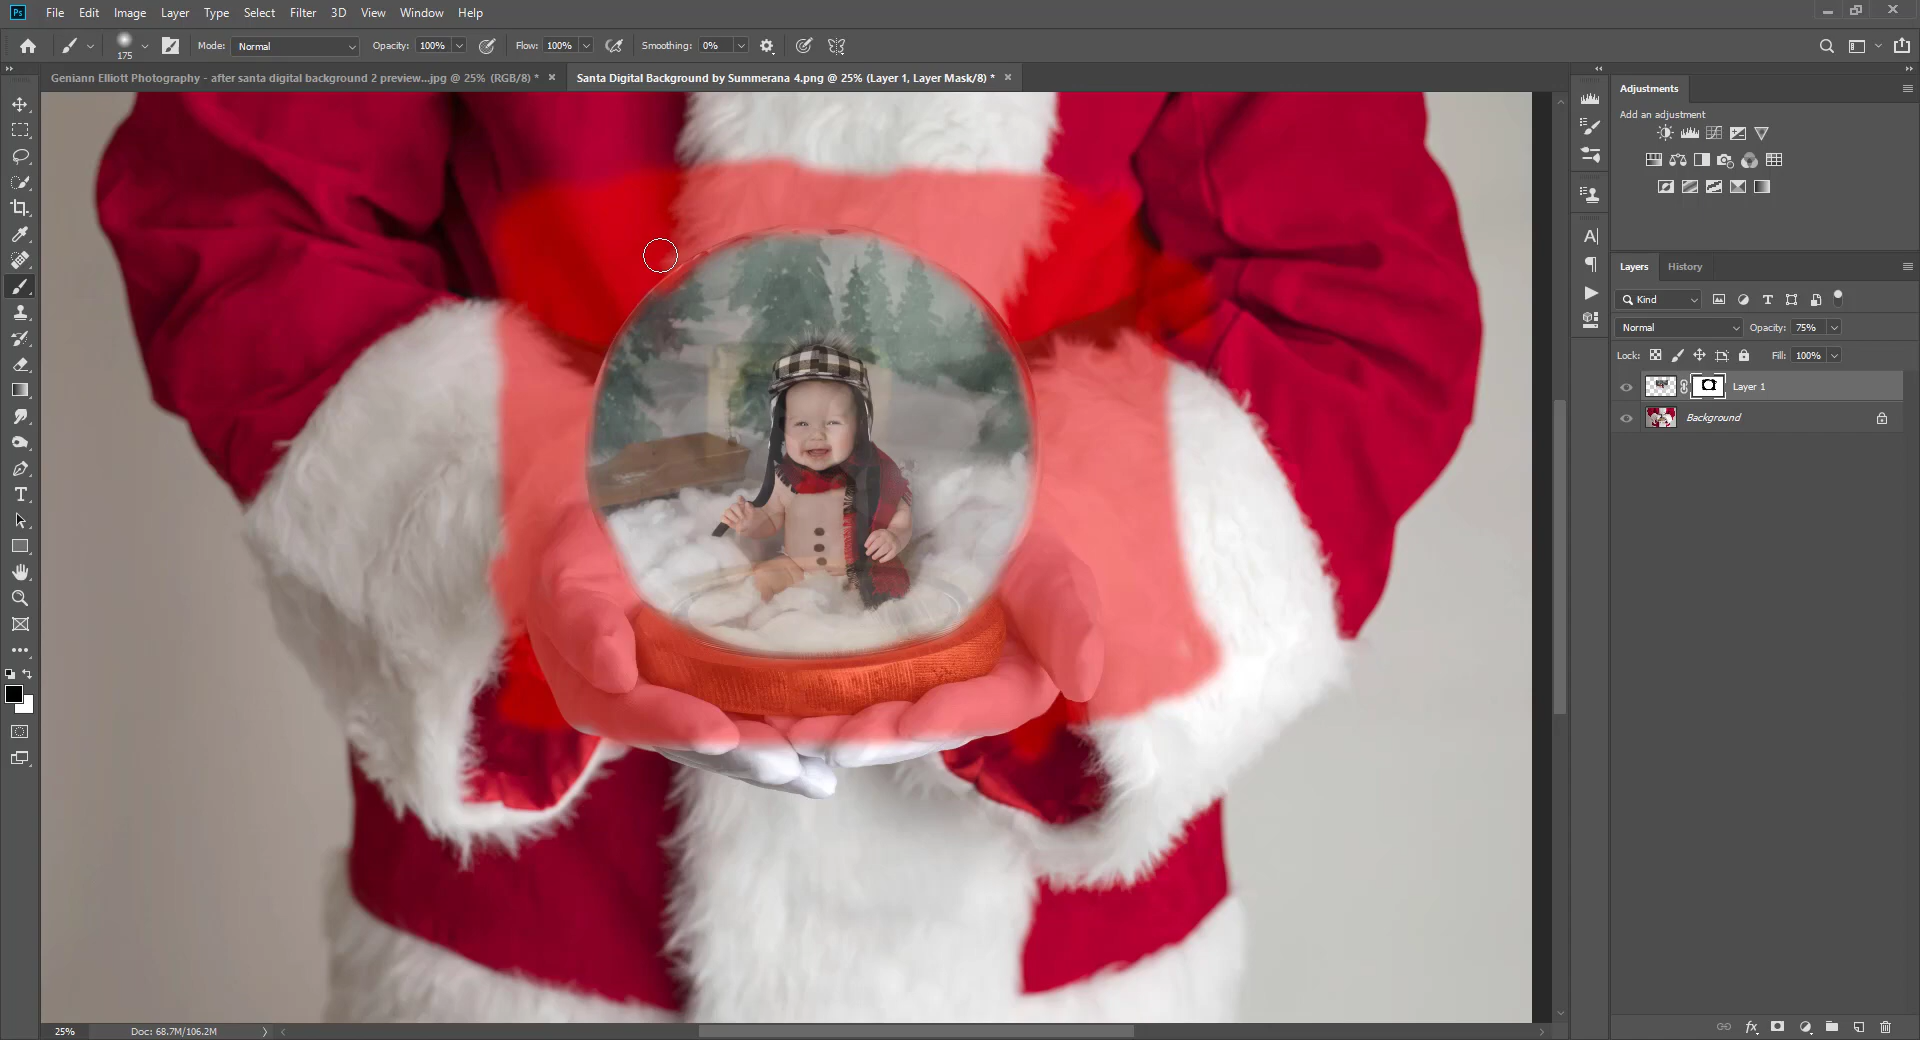 Ps File Edit Image Layer Type Select Filter 3D View Window Help
175 Mode: Normal Opacity: 100% Flow: 100% Smoothing: 0%
Geniann Elliott Photography - after santa digital background 2 preview...jpg @ 25% (RGB/8) * ×
Santa Digital Background by Summerana 4.png @ 25% (Layer 1, Layer Mask/8) * ×
Adjustments
Add an adjustment
Layers History
Kind
Normal Opacity: 75%
Lock: Fill: 100%
Layer 1
Background
25% Doc: 68.7M/106.2M